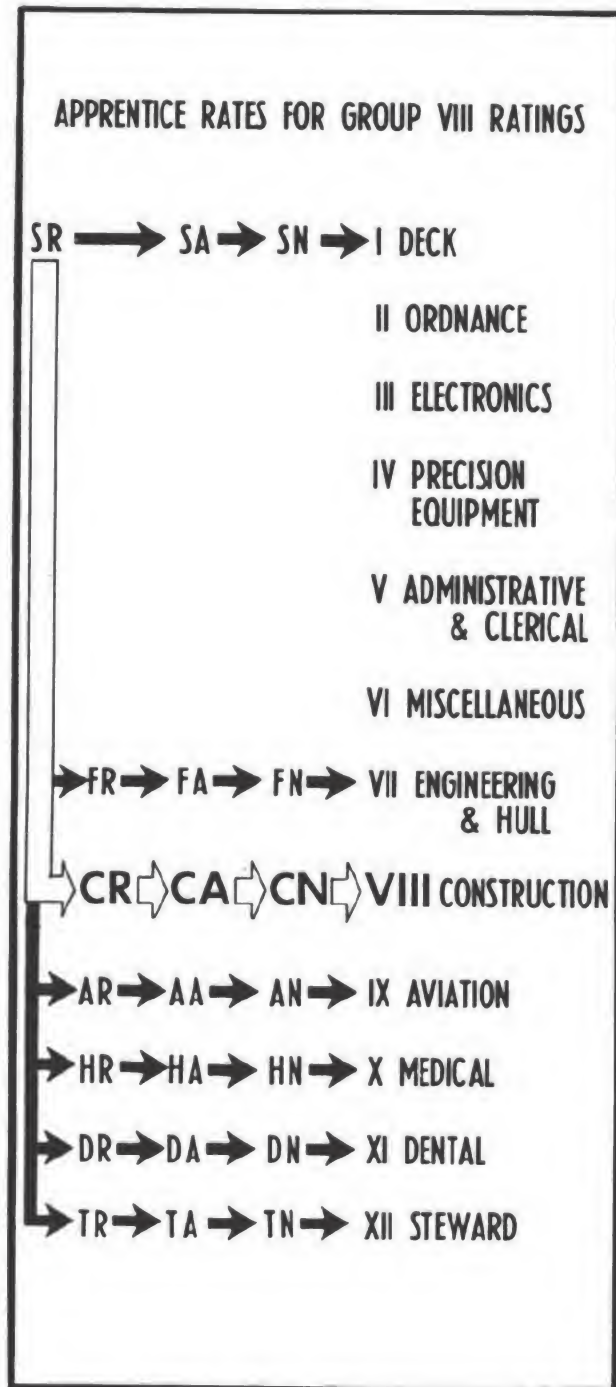 APPRENTICE RATES FOR GROUP VIII RATINGS
SR SA SN I DECK
II ORDNANCE
III ELECTRONICS
IV PRECISION
EQUIPMENT
V ADMINISTRATIVE
& CLERICAL
VI MISCELLANEOUS
FR FA FN VII ENGINEERING
& HULL
CR CA CN VIII CONSTRUCTION
AR AA AN IX AVIATION
HR HA HN X MEDICAL
DR DA DN XI DENTAL
TR TA TN XII STEWARD